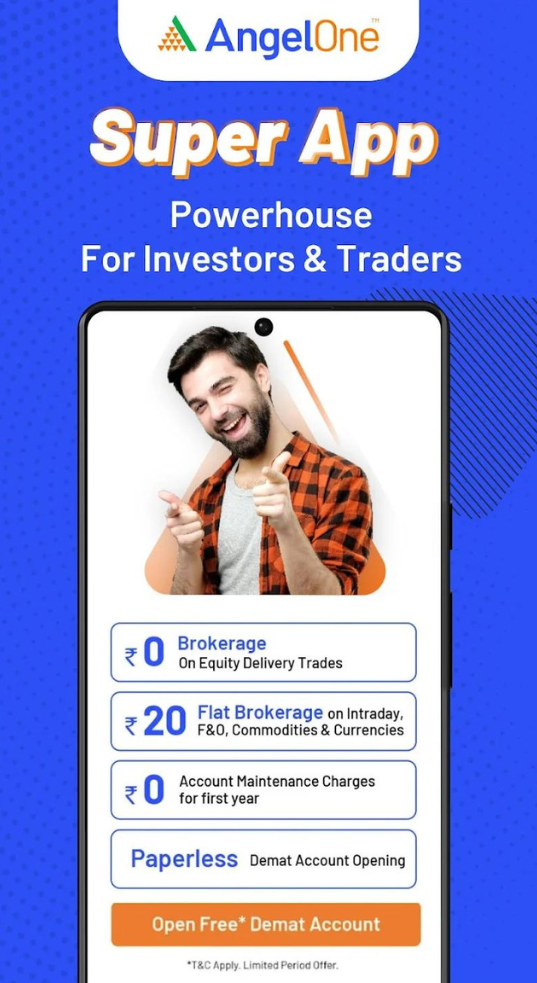 AngelOne™
Super App
Powerhouse
For Investors & Traders
₹ 0 Brokerage
On Equity Delivery Trades
₹ 20 Flat Brokerage on Intraday,
F&O, Commodities & Currencies
₹ 0 Account Maintenance Charges
for first year
Paperless Demat Account Opening
Open Free* Demat Account
*T&C Apply. Limited Period Offer.